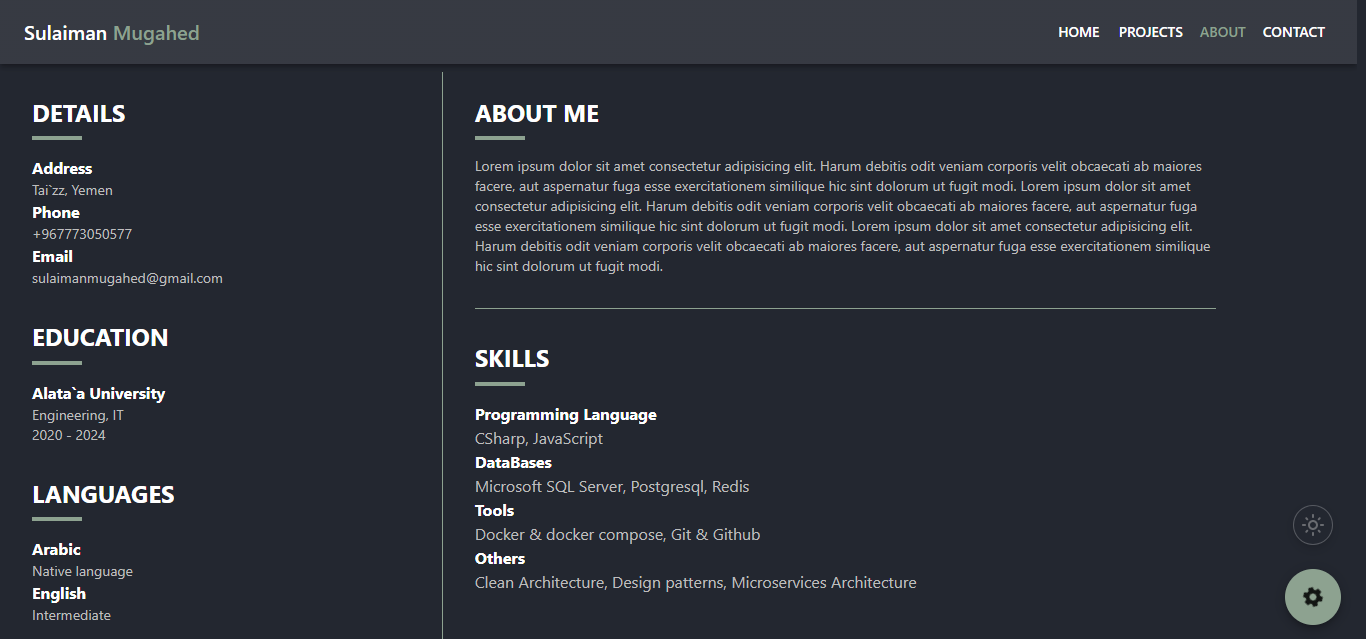 Sulaiman Mugahed
HOME PROJECTS ABOUT CONTACT
DETAILS
Address
Tai`zz, Yemen
Phone
+967773050577
Email
sulaimanmugahed@gmail.com
EDUCATION
Alata`a University
Engineering, IT
2020 - 2024
LANGUAGES
Arabic
Native language
English
Intermediate
ABOUT ME
Lorem ipsum dolor sit amet consectetur adipisicing elit. Harum debitis odit veniam corporis velit obcaecati ab maiores
facere, aut aspernatur fuga esse exercitationem similique hic sint dolorum ut fugit modi. Lorem ipsum dolor sit amet
consectetur adipisicing elit. Harum debitis odit veniam corporis velit obcaecati ab maiores facere, aut aspernatur fuga
esse exercitationem similique hic sint dolorum ut fugit modi. Lorem ipsum dolor sit amet consectetur adipisicing elit.
Harum debitis odit veniam corporis velit obcaecati ab maiores facere, aut aspernatur fuga esse exercitationem similique
hic sint dolorum ut fugit modi.
SKILLS
Programming Language
CSharp, JavaScript
DataBases
Microsoft SQL Server, Postgresql, Redis
Tools
Docker & docker compose, Git & Github
Others
Clean Architecture, Design patterns, Microservices Architecture